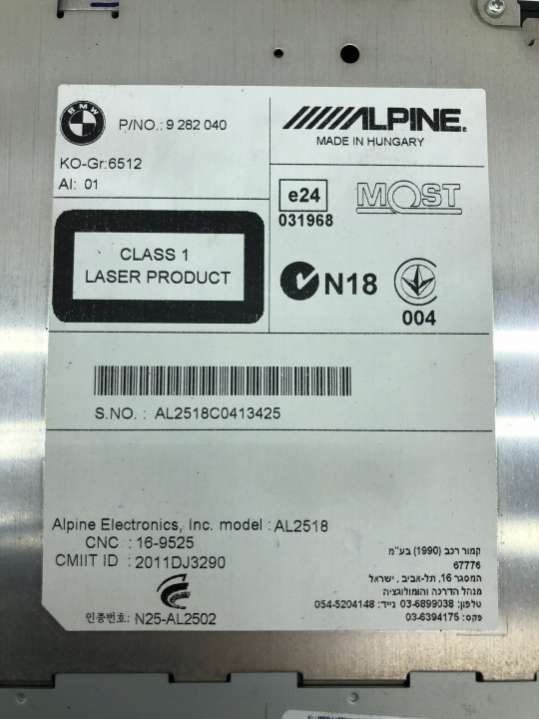 BMW
P/NO.: 9 282 040
KO-Gr:6512
AI: 01
ALPINE®
MADE IN HUNGARY
e24
031968
MOST
CLASS 1
LASER PRODUCT
N18
004
S.NO. : AL2518C0413425
Alpine Electronics, Inc. model : AL2518
CNC : 16-9525
CMIIT ID : 2011DJ3290
인증번호: N25-AL2502
קמור רכב (1990) בע"מ
67776
המסגר 16, תל-אביב, ישראל
מנהל הדרכה והומולוגציה
טלפון: 03-6899038 נייד: 054-5204148
פקס: 03-6394175